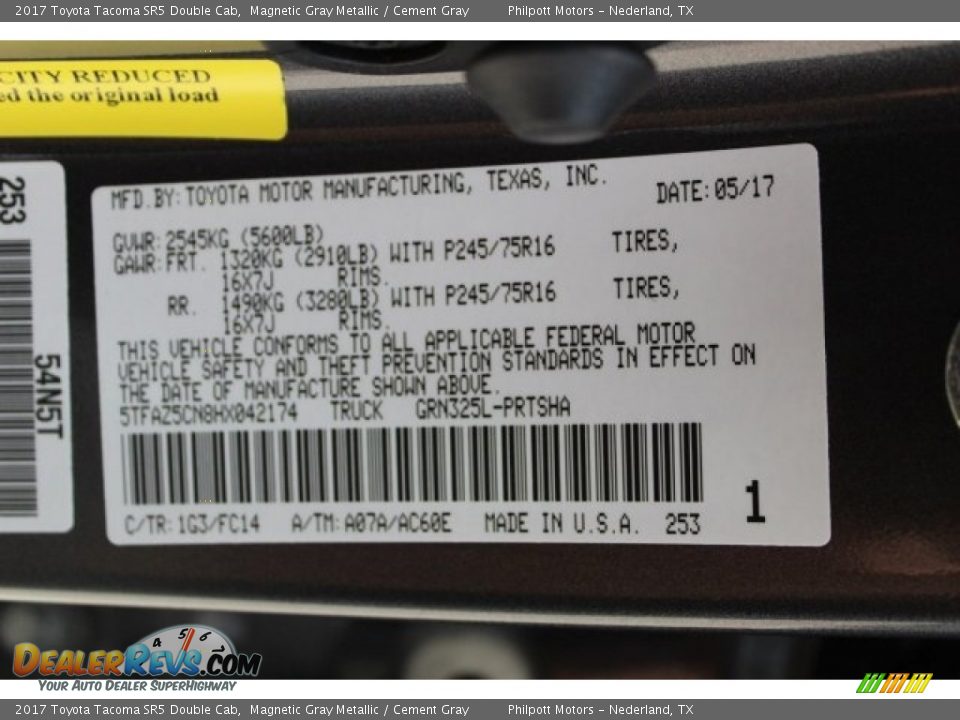 2017 Toyota Tacoma SR5 Double Cab, Magnetic Gray Metallic / Cement Gray Philpott Motors - Nederland, TX
CITY REDUCED
ed the original load
253
54N5T
MFD.BY:TOYOTA MOTOR MANUFACTURING, TEXAS, INC. DATE:05/17
GVWR:2545KG (5600LB)
GAWR:FRT. 1320KG (2910LB) WITH P245/75R16 TIRES,
16X7J RIMS.
RR. 1490KG (3280LB) WITH P245/75R16 TIRES,
16X7J RIMS.
THIS VEHICLE CONFORMS TO ALL APPLICABLE FEDERAL MOTOR
VEHICLE SAFETY AND THEFT PREVENTION STANDARDS IN EFFECT ON
THE DATE OF MANUFACTURE SHOWN ABOVE.
5TFAZ5CN8HX042174 TRUCK GRN325L-PRTSHA
C/TR:1G3/FC14 A/TM:A07A/AC60E MADE IN U.S.A. 253
1
4 5 6
DEALERREVS.COM
YOUR AUTO DEALER SUPERHIGHWAY
2017 Toyota Tacoma SR5 Double Cab, Magnetic Gray Metallic / Cement Gray Philpott Motors - Nederland, TX